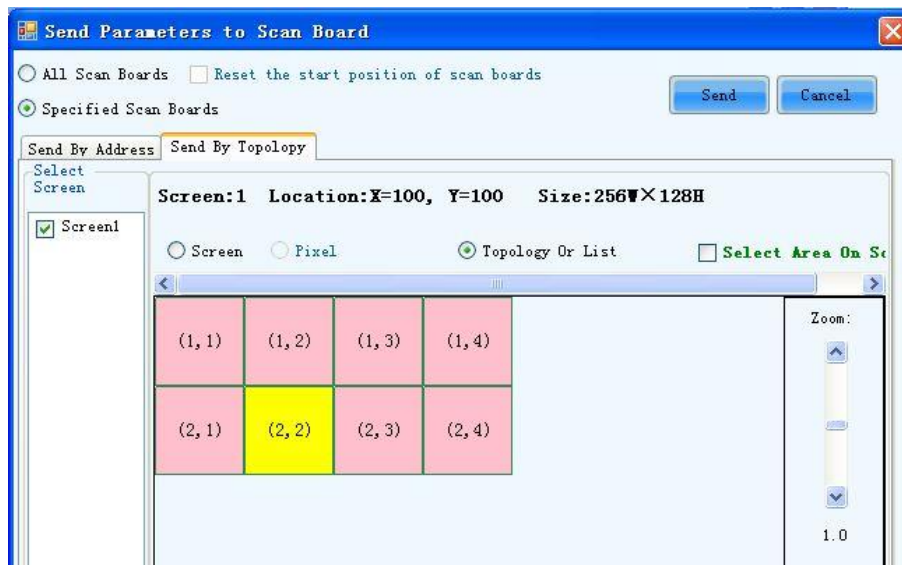 Send Parameters to Scan Board
All Scan Boards Reset the start position of scan boards
Send Cancel
Specified Scan Boards
Send By Address Send By Topology
Select
Screen
Screen:1 Location:X=100, Y=100 Size:256W×128H
Screen1
Screen Pixel Topology Or List Select Area On Sc
Zoom:
(1, 1) (1, 2) (1, 3) (1, 4)
(2, 1) (2, 2) (2, 3) (2, 4)
1.0